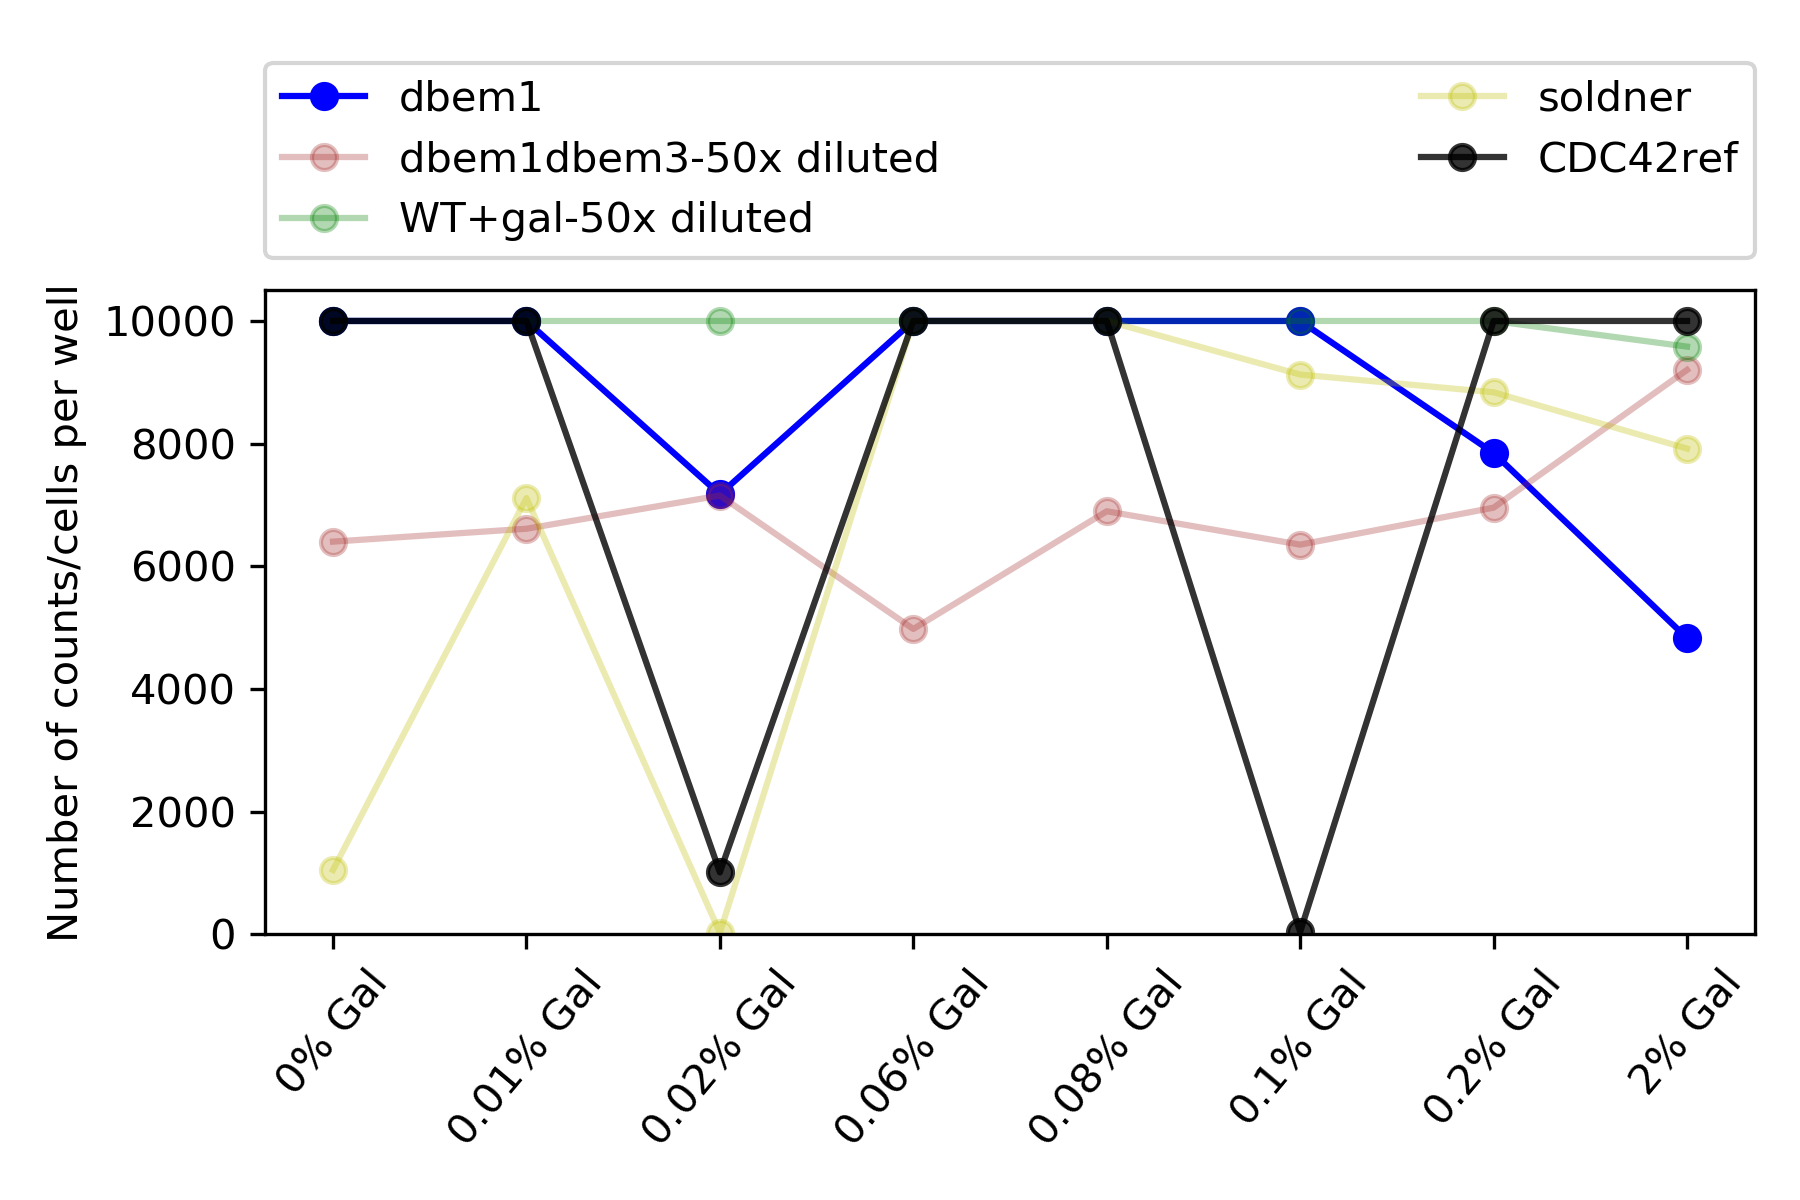 dbem1
dbem1dbem3-50x diluted
WT+gal-50x diluted
soldner
CDC42ref
Number of counts/cells per well
10000
8000
6000
4000
2000
0
0% Gal
0.01% Gal
0.02% Gal
0.06% Gal
0.08% Gal
0.1% Gal
0.2% Gal
2% Gal